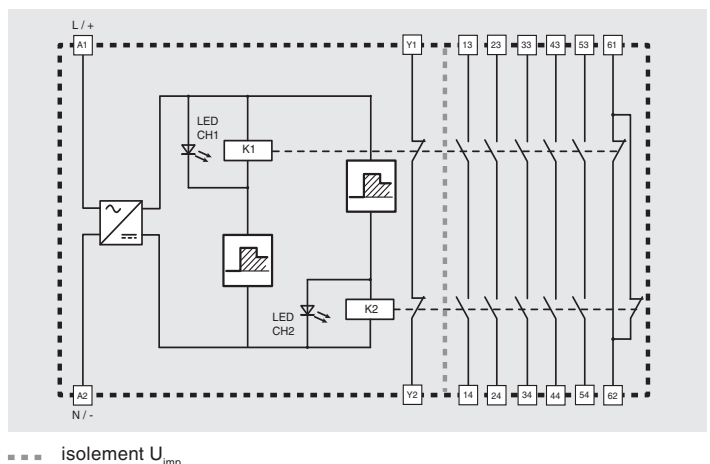 L / +
A1 Y1 13 23 33 43 53 61
LED
CH1
K1
LED
CH2
K2
A2 Y2 14 24 34 44 54 62
N / -
isolement Uimp